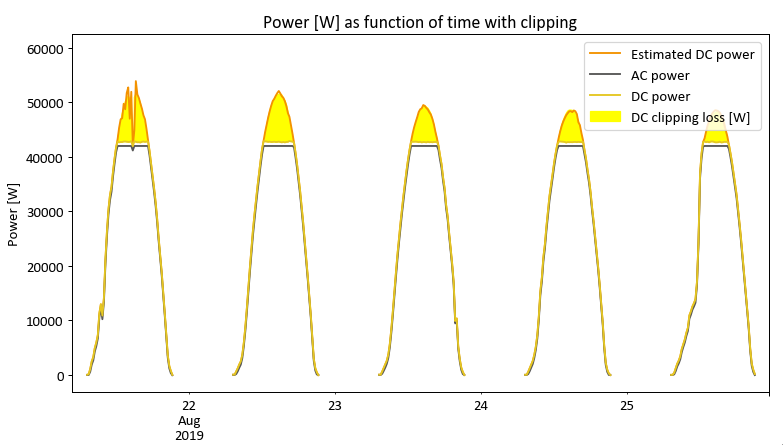 Power [W] as function of time with clipping
Estimated DC power
AC power
DC power
DC clipping loss [W]
Power [W]
60000
50000
40000
30000
20000
10000
0
22
23
24
25
Aug
2019